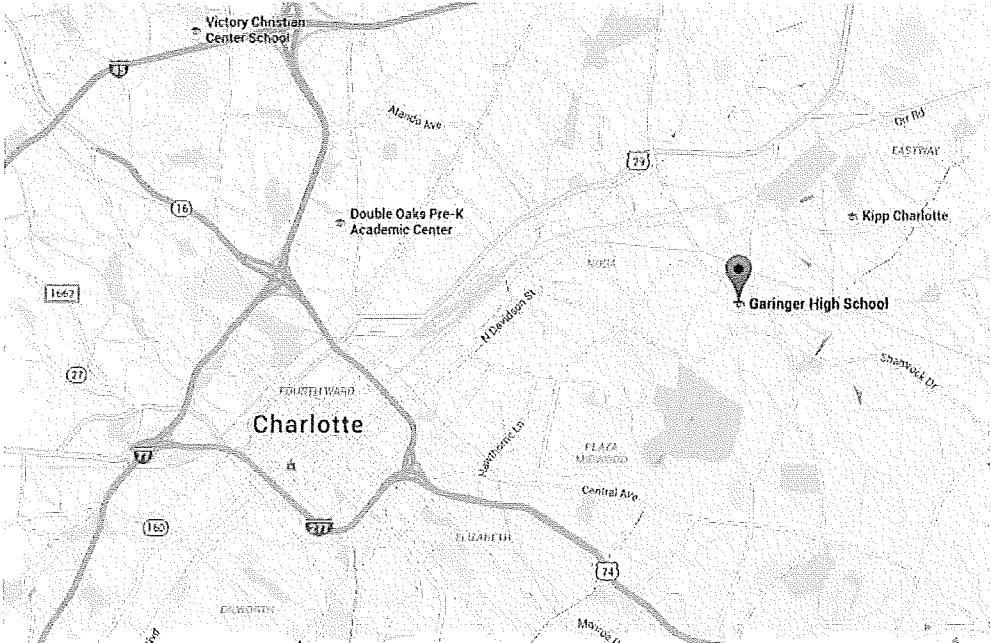 Victory Christian
Center School
Atando Ave
Orr Rd
29
EASTWAY
16
Double Oaks Pre-K
Academic Center
Kipp Charlotte
NODA
1662
Garinger High School
N Davidson St
27
Shamrock Dr
FOURTH WARD
Charlotte
Hawthorne Ln
PLAZA
MIDWOOD
77
Central Ave
160
277
ELIZABETH
74
DILWORTH
Monroe